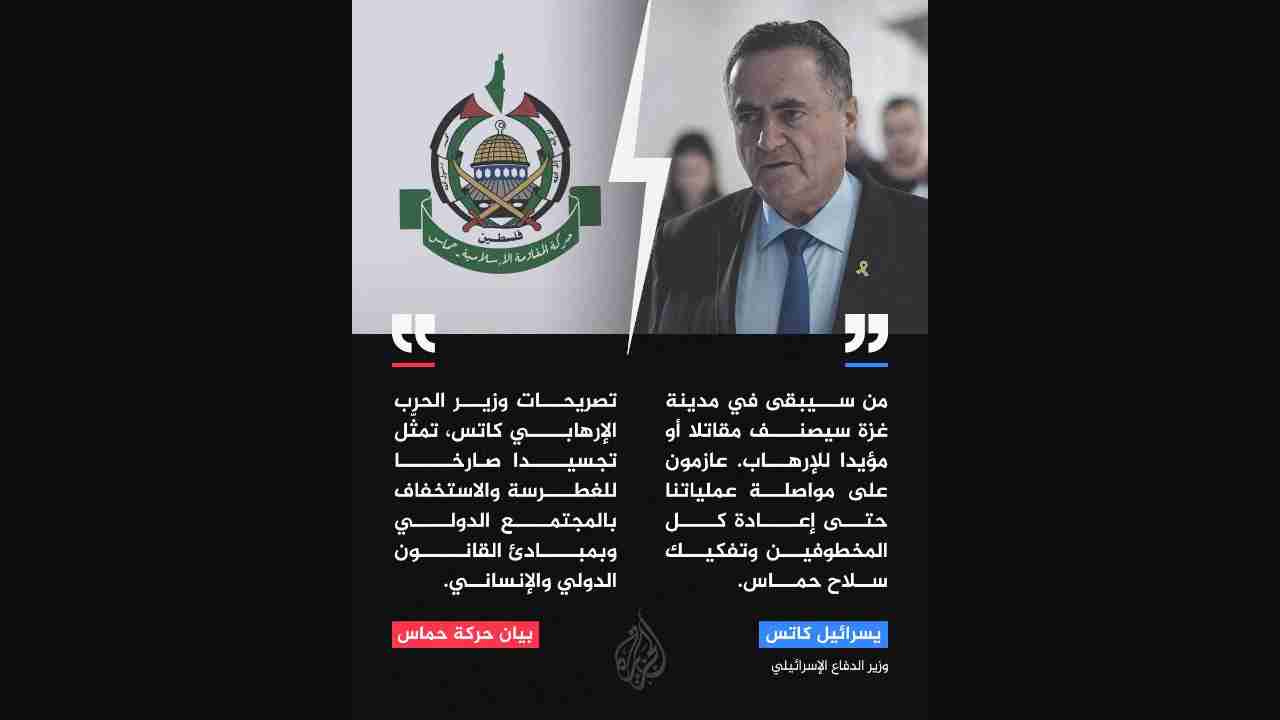 فلسطين
حركة المقاومة الإسلامية - حماس
من سيبقى في مدينة
غزة سيصنف مقاتلا أو
مؤيدا للإرهاب. عازمون
على مواصلة عملياتنا
حتى إعادة كل
المخطوفين وتفكيك
سلاح حماس.
يسرائيل كاتس
وزير الدفاع الإسرائيلي
تصريحات وزير الحرب
الإرهابي كاتس، تمثّل
تجسيدا صارخا
للغطرسة والاستخفاف
بالمجتمع الدولي
وبمبادئ القانون
الدولي والإنساني.
بيان حركة حماس
الجزيرة